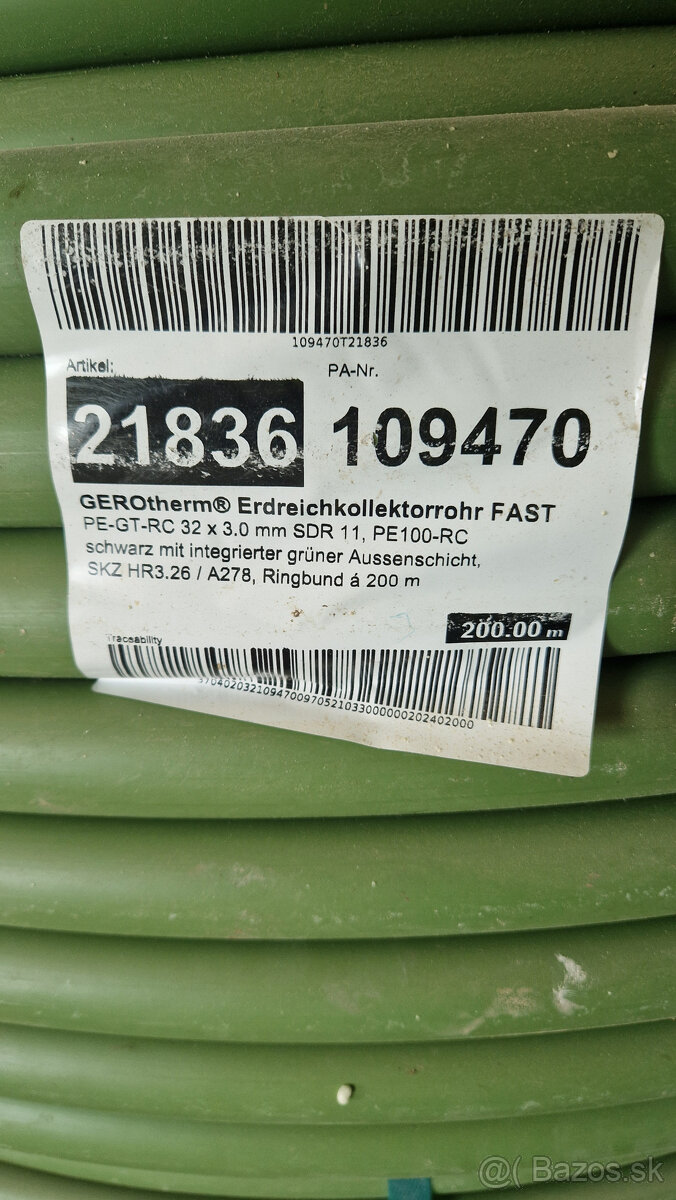 109470T21836
Artikel:
PA-Nr.
21836
109470
GEROtherm® Erdreichkollektorrohr FAST
PE-GT-RC 32 x 3.0 mm SDR 11, PE100-RC
schwarz mit integrierter grüner Aussenschicht,
SKZ HR3.26 / A278, Ringbund á 200 m
200.00 m
Traceability
@( Bazos.sk